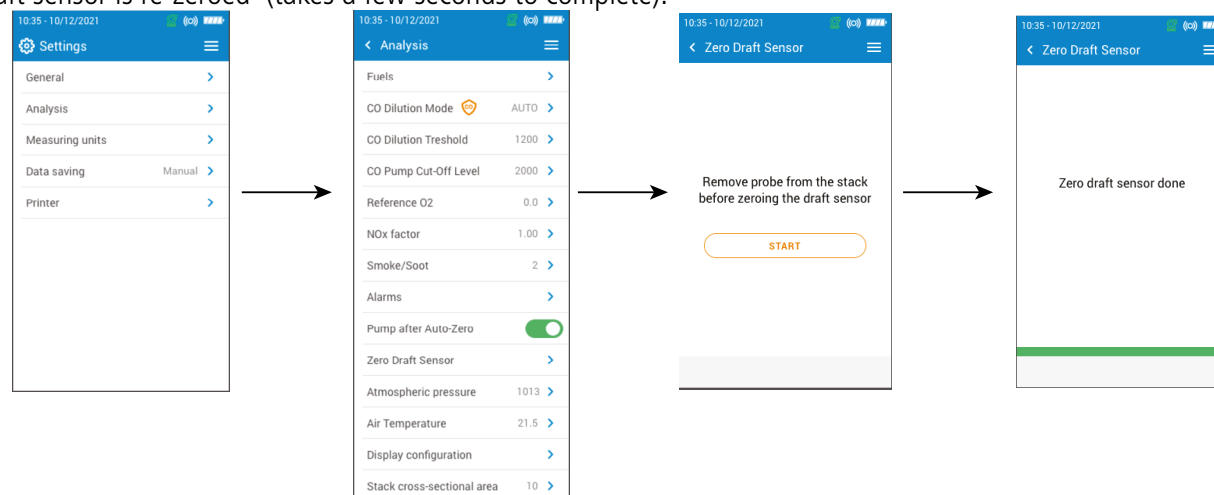 aft sensor is re-zeroed (takes a few seconds to complete).
10:35 - 10/12/2021
Settings
General
Analysis
Measuring units
Data saving Manual
Printer
10:35 - 10/12/2021
Analysis
Fuels
CO Dilution Mode CO AUTO
CO Dilution Treshold 1200
CO Pump Cut-Off Level 2000
Reference O2 0.0
NOx factor 1.00
Smoke/Soot 2
Alarms
Pump after Auto-Zero
Zero Draft Sensor
Atmospheric pressure 1013
Air Temperature 21.5
Display configuration
Stack cross-sectional area 10
10:35 - 10/12/2021
Zero Draft Sensor
Remove probe from the stack
before zeroing the draft sensor
START
10:35 - 10/12/2021
Zero Draft Sensor
Zero draft sensor done